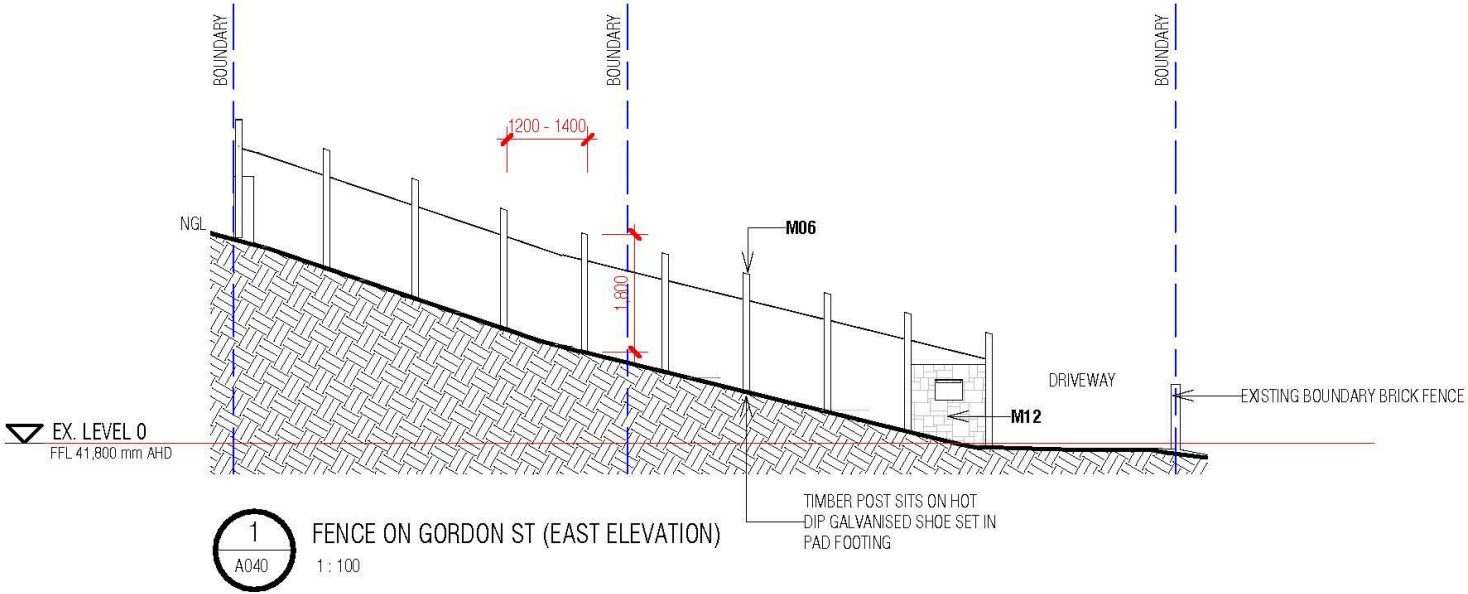 BOUNDARY
BOUNDARY
BOUNDARY
1200 - 1400
NGL
M06
1,800
DRIVEWAY
EXISTING BOUNDARY BRICK FENCE
M12
EX. LEVEL 0
FFL 41,800 mm AHD
TIMBER POST SITS ON HOT
DIP GALVANISED SHOE SET IN
PAD FOOTING
1
A040
FENCE ON GORDON ST (EAST ELEVATION)
1 : 100